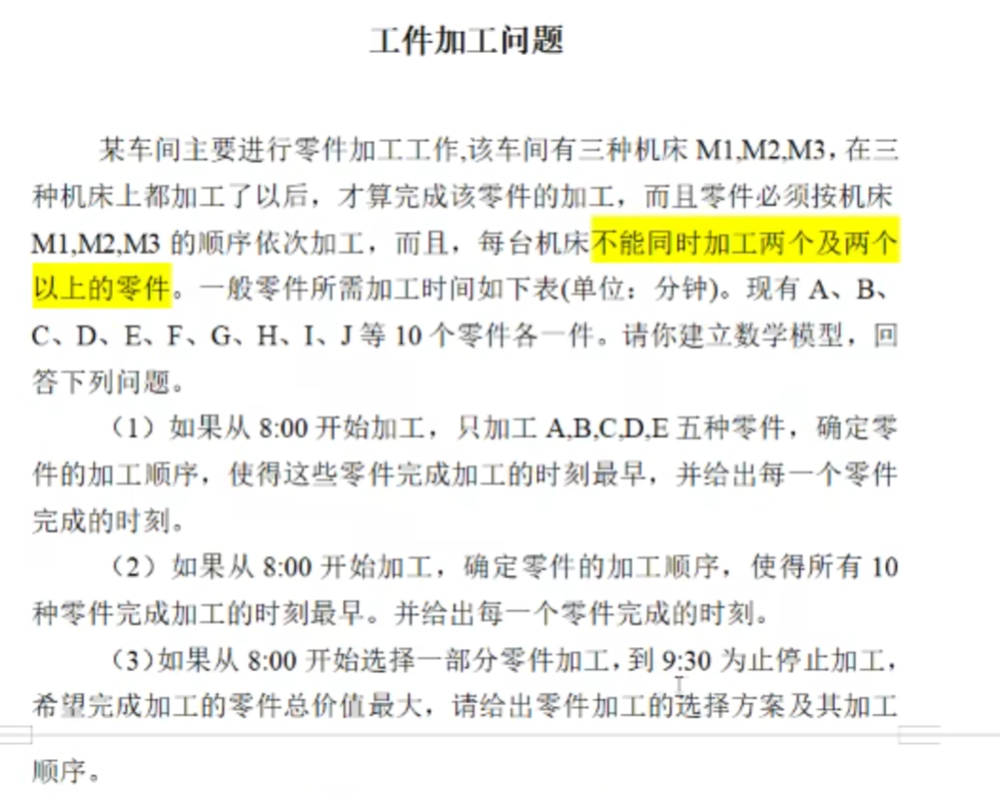 工件加工问题
某车间主要进行零件加工工作,该车间有三种机床 M1,M2,M3，在三
种机床上都加工了以后，才算完成该零件的加工，而且零件必须按机床
M1,M2,M3 的顺序依次加工，而且，每台机床不能同时加工两个及两个
以上的零件。一般零件所需加工时间如下表(单位：分钟)。现有 A、B、
C、D、E、F、G、H、I、J 等 10 个零件各一件。请你建立数学模型，回
答下列问题。
（1）如果从 8:00 开始加工，只加工 A,B,C,D,E 五种零件，确定零
件的加工顺序，使得这些零件完成加工的时刻最早，并给出每一个零件
完成的时刻。
（2）如果从 8:00 开始加工，确定零件的加工顺序，使得所有 10
种零件完成加工的时刻最早。并给出每一个零件完成的时刻。
（3）如果从 8:00 开始选择一部分零件加工，到 9:30 为止停止加工，
希望完成加工的零件总价值最大，请给出零件加工的选择方案及其加工
顺序。